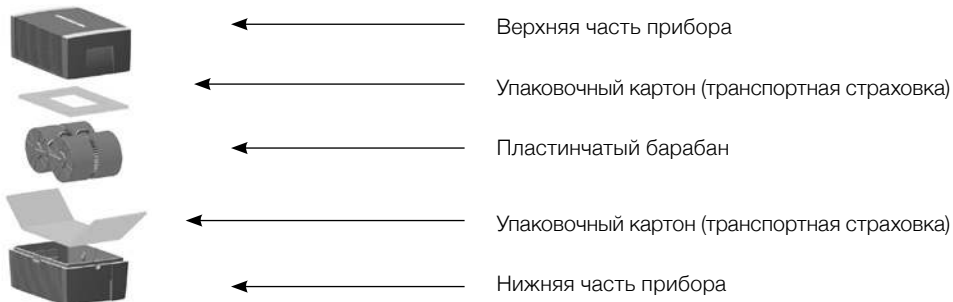 Верхняя часть прибора
Упаковочный картон (транспортная страховка)
Пластинчатый барабан
Упаковочный картон (транспортная страховка)
Нижняя часть прибора